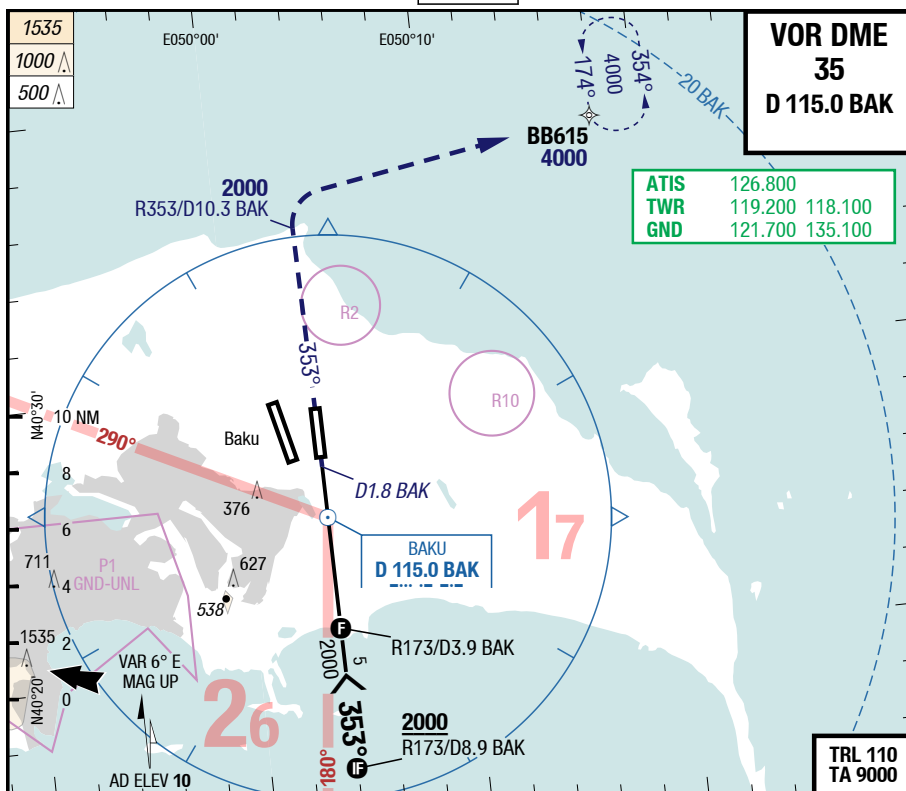 1535
1000
500
E050°00'
E050°10'
354°
4000
174°
20 BAK
VOR DME
35
D 115.0 BAK
BB615
4000
ATIS 126.800
TWR 119.200 118.100
GND 121.700 135.100
2000
R353/D10.3 BAK
R2
353°
R10
N40°30'
10 NM
290°
Baku
8
376
D1.8 BAK
17
6
BAKU
D 115.0 BAK
711
P1
GND-UNL
627
4
538
F
R173/D3.9 BAK
1535
2
VAR 6° E
MAG UP
2000
5
N40°20'
0
26
353°
2000
R173/D8.9 BAK
IF
180°
AD ELEV 10
TRL 110
TA 9000